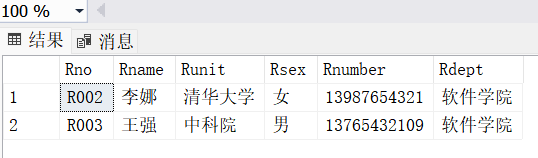 100 %
结果 消息
Rno Rname Runit Rsex Rnumber Rdept
1 R002 李娜 清华大学 女 13987654321 软件学院
2 R003 王强 中科院 男 13765432109 软件学院